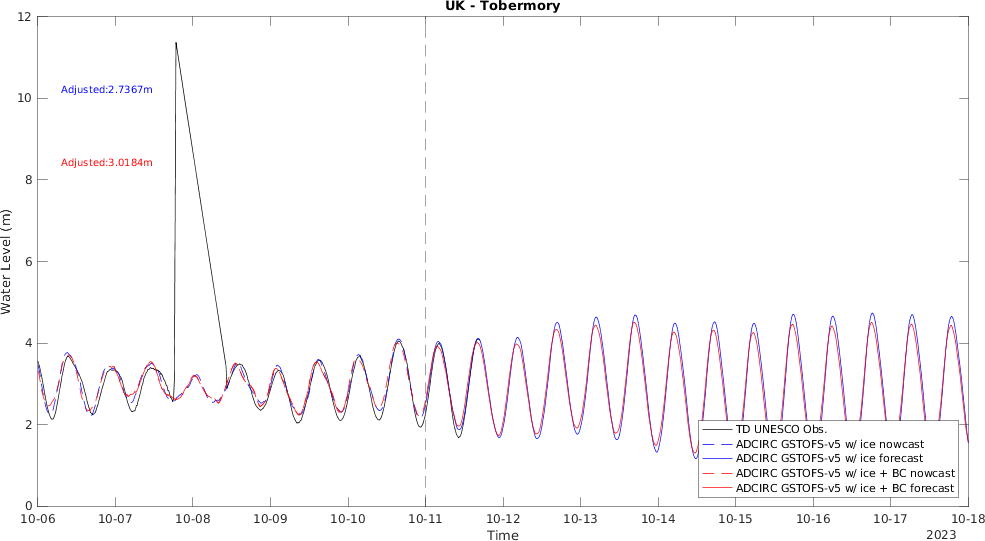 UK - Tobermory
12
10
8
6
4
2
0
Water Level (m)
Adjusted:2.7367m
Adjusted:3.0184m
TD UNESCO Obs.
ADCIRC GSTOFS-v5 w/ ice nowcast
ADCIRC GSTOFS-v5 w/ ice forecast
ADCIRC GSTOFS-v5 w/ ice + BC nowcast
ADCIRC GSTOFS-v5 w/ ice + BC forecast
10-06 10-07 10-08 10-09 10-10 10-11 10-12 10-13 10-14 10-15 10-16 10-17 10-18
Time
2023